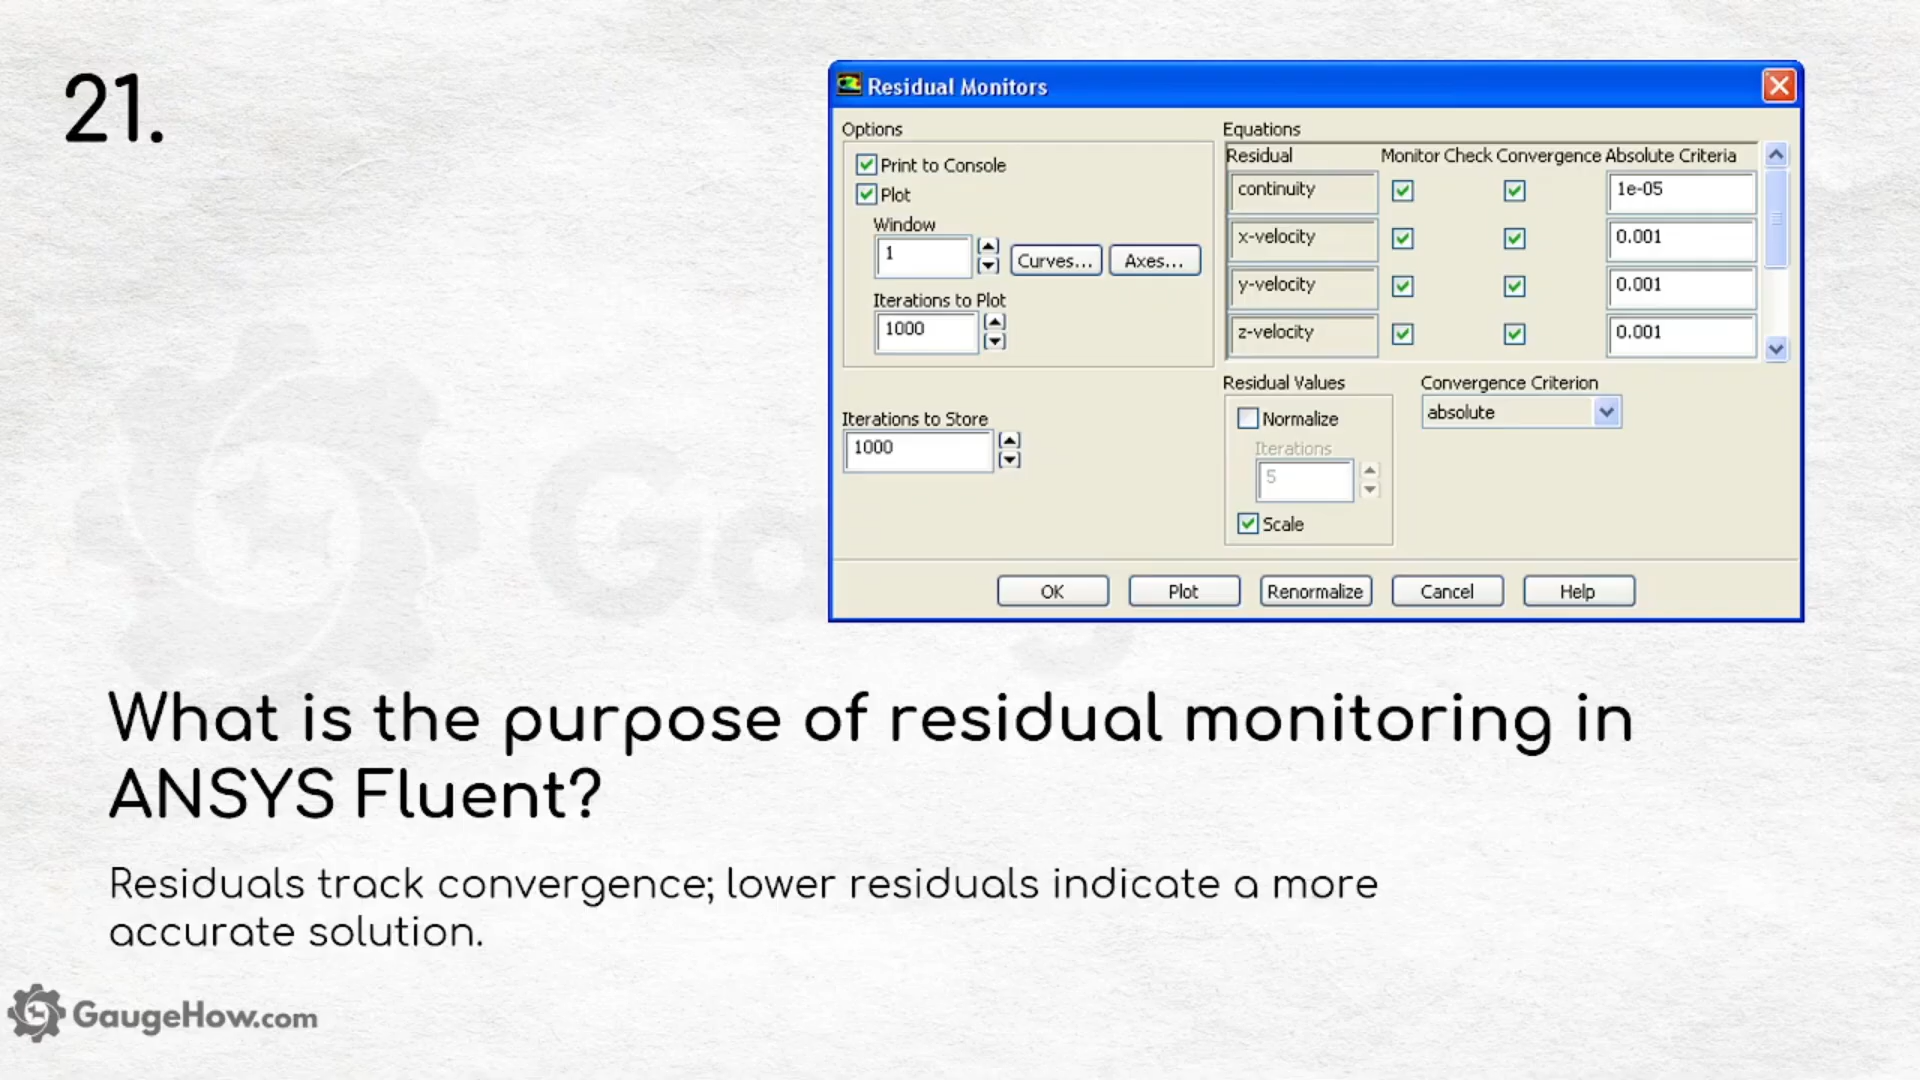 21.
Residual Monitors
Options
Print to Console
Plot
Window
1
Curves...
Axes...
Iterations to Plot
1000
Iterations to Store
1000
Equations
Residual Monitor Check Convergence Absolute Criteria
continuity 1e-05
x-velocity 0.001
y-velocity 0.001
z-velocity 0.001
Residual Values
Normalize
Iterations
5
Scale
Convergence Criterion
absolute
OK Plot Renormalize Cancel Help
What is the purpose of residual monitoring in
ANSYS Fluent?
Residuals track convergence; lower residuals indicate a more
accurate solution.
GaugeHow.com